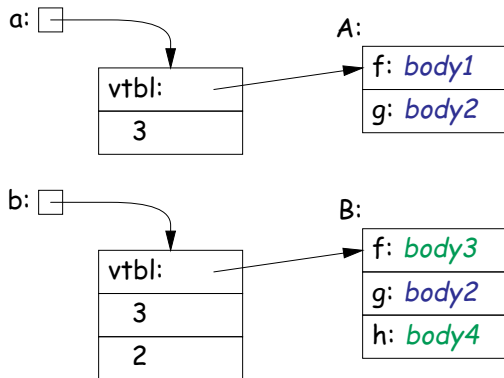 a:
A:
vtbl:
f: body1
3
g: body2
b:
B:
vtbl:
f: body3
3
g: body2
2
h: body4